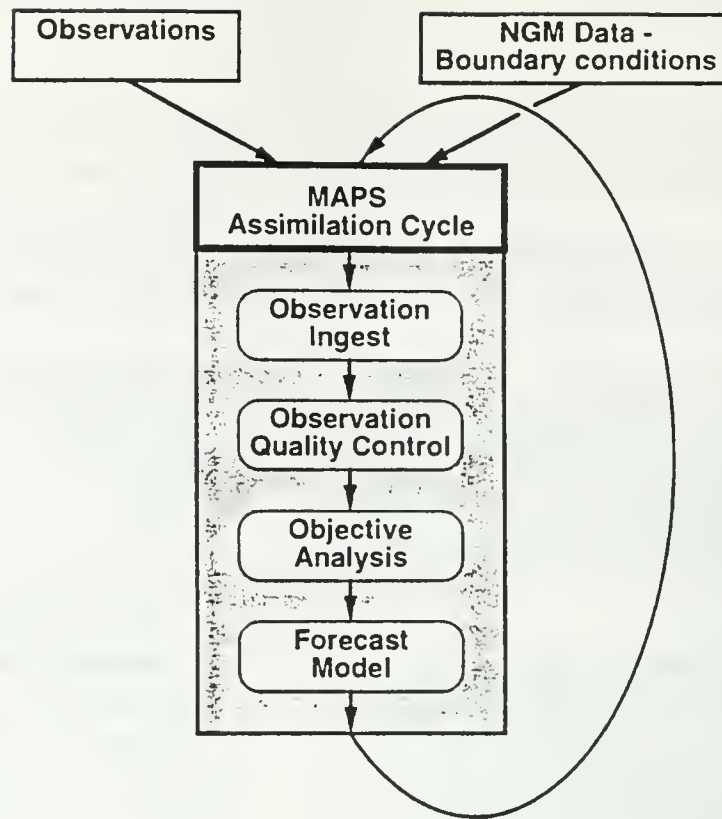 Observations
NGM Data -
Boundary conditions
MAPS
Assimilation Cycle
Observation
Ingest
Observation
Quality Control
Objective
Analysis
Forecast
Model